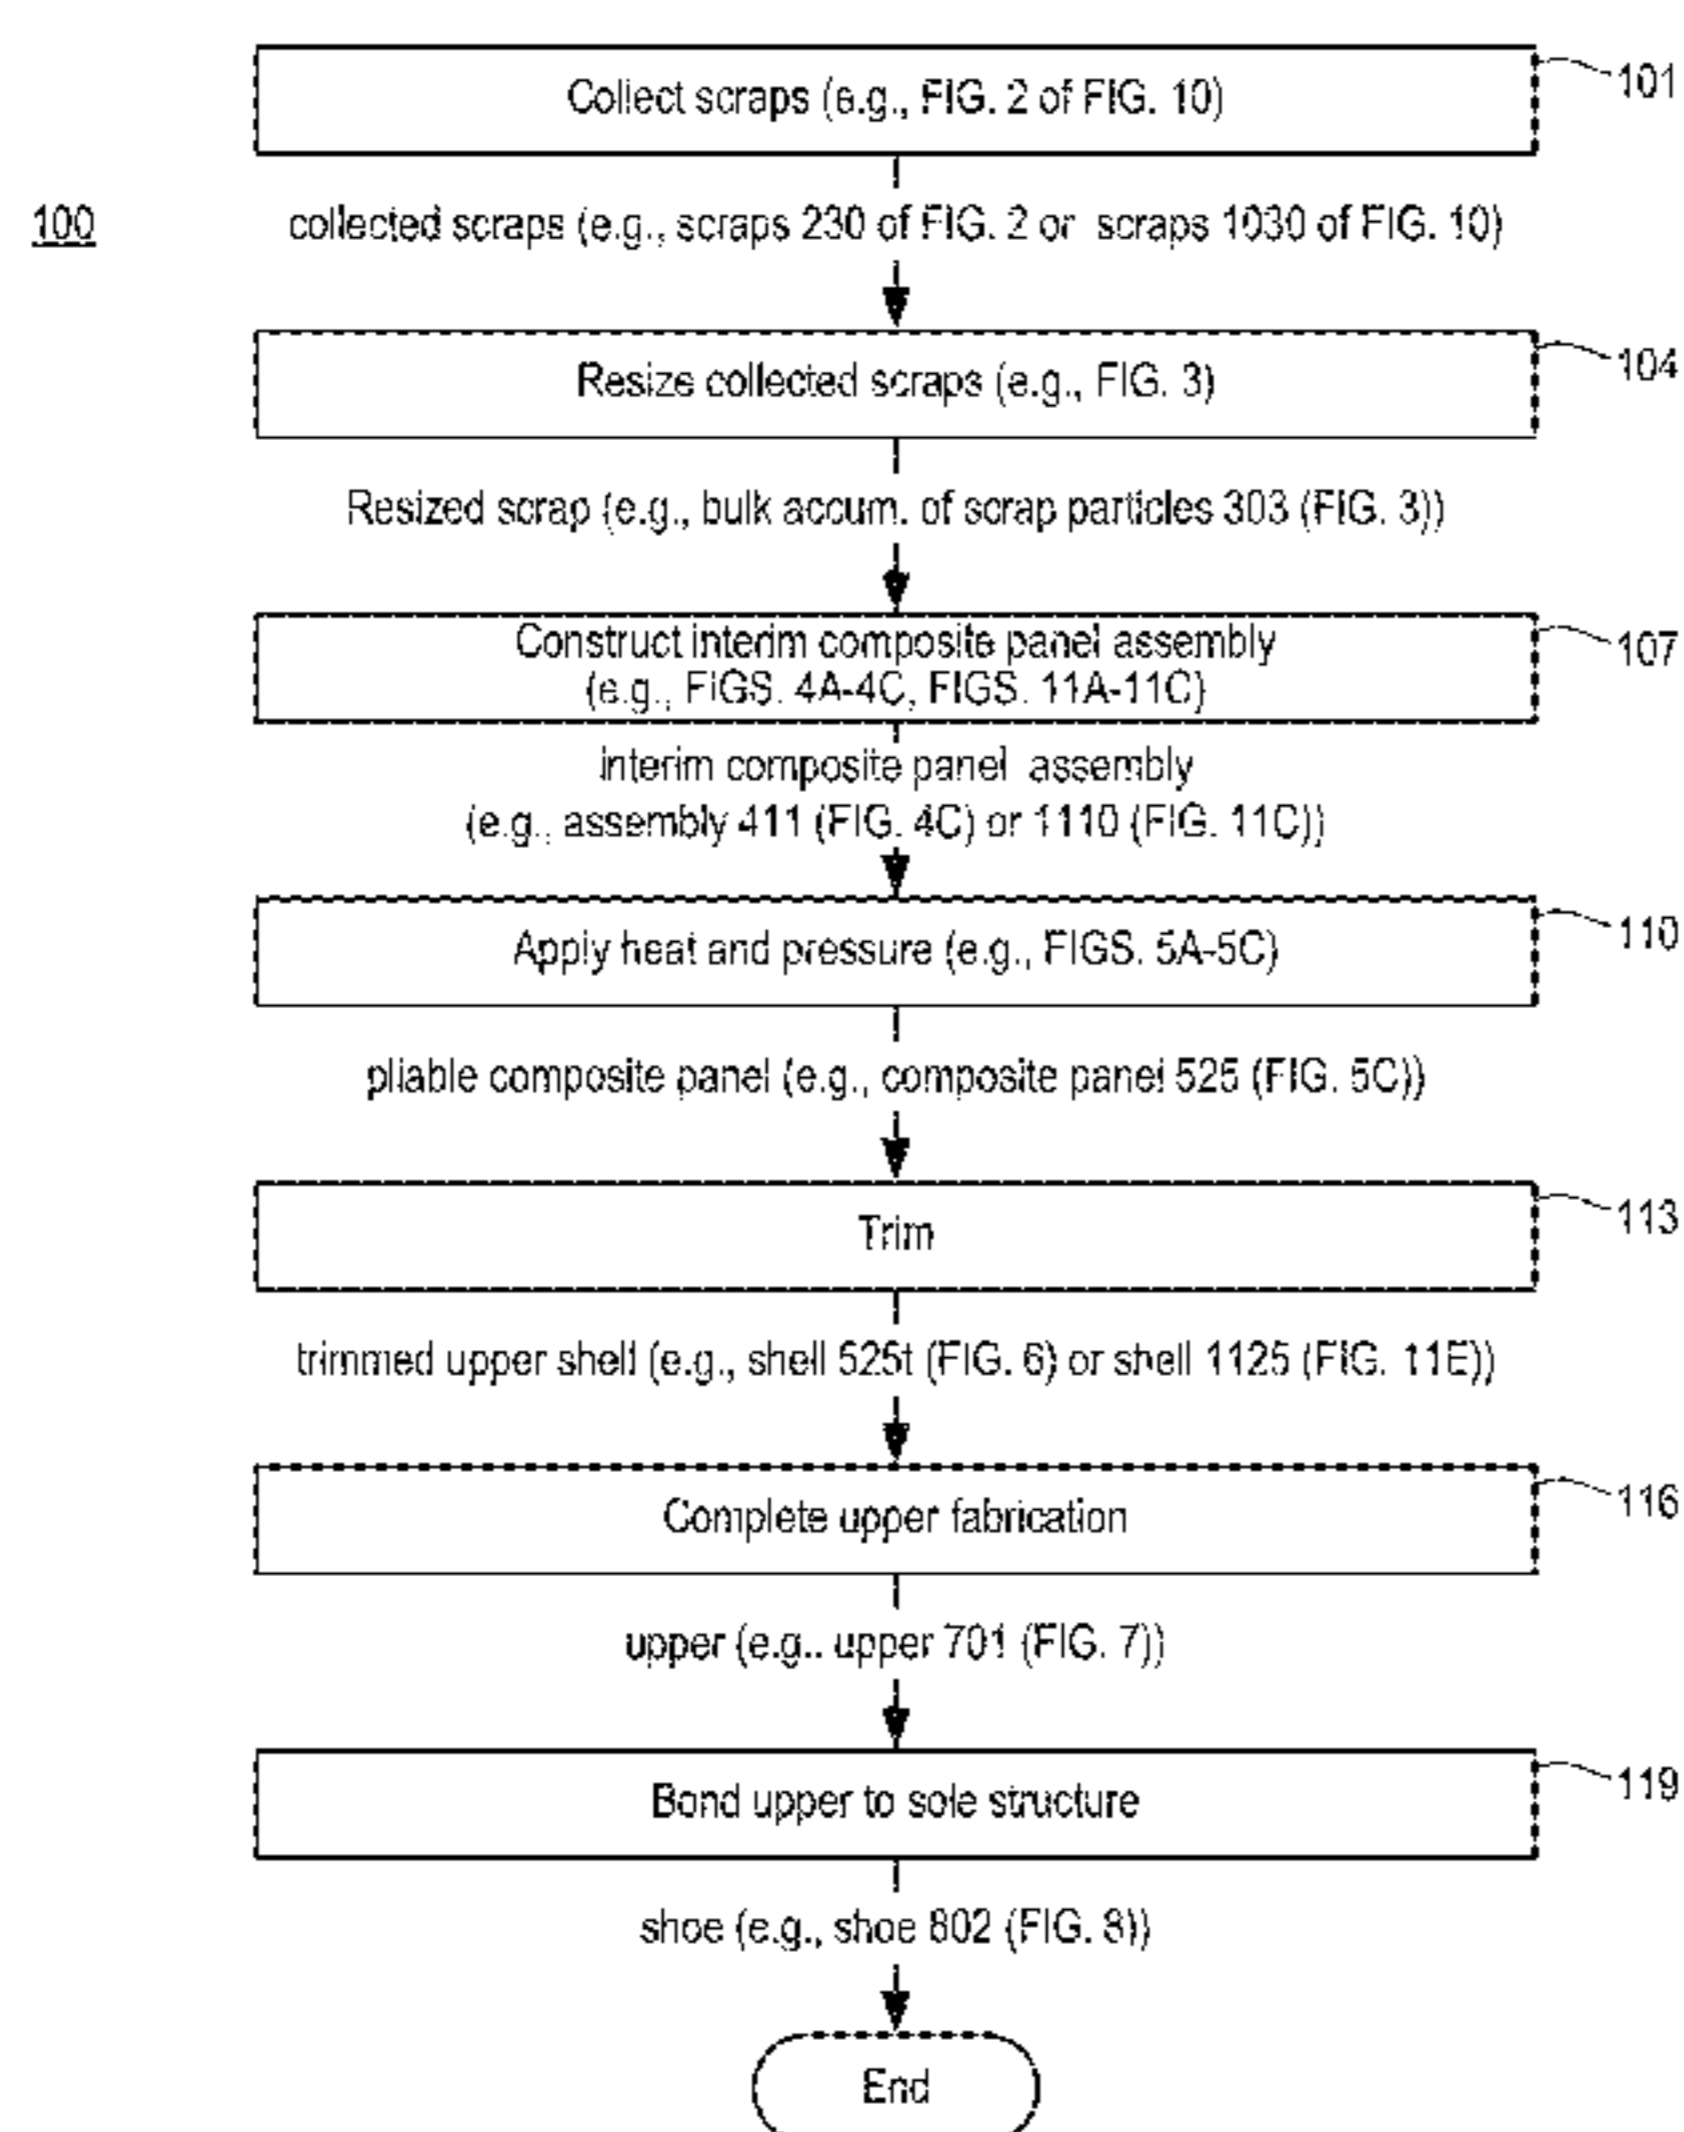 Collect scraps (e.g., FIG. 2 of FIG. 10)
101
100
collected scraps (e.g., scraps 230 of FIG. 2 or scraps 1030 of FIG. 10)
Resize collected scraps (e.g., FIG. 3)
104
Resized scrap (e.g., bulk accum. of scrap particles 303 (FIG. 3))
Construct interim composite panel assembly
(e.g., FIGS. 4A-4C, FIGS. 11A-11C)
107
interim composite panel assembly
(e.g., assembly 411 (FIG. 4C) or 1110 (FIG. 11C))
Apply heat and pressure (e.g., FIGS. 5A-5C)
110
pliable composite panel (e.g., composite panel 525 (FIG. 5C))
Trim
113
trimmed upper shell (e.g., shell 525t (FIG. 6) or shell 1125 (FIG. 11E))
Complete upper fabrication
116
upper (e.g.. upper 701 (FIG. 7))
Bond upper to sole structure
119
shoe (e.g., shoe 802 (FIG. 8))
End